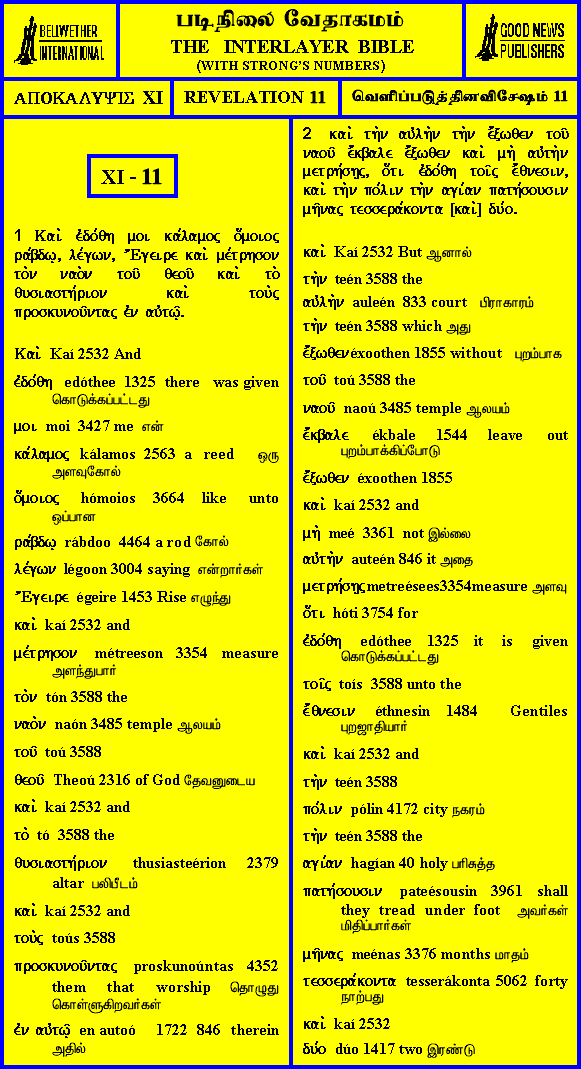 BELLWETHER
INTERNATIONAL
படிநிலை வேதாகமம்
THE INTERLAYER BIBLE
(WITH STRONG'S NUMBERS)
GOOD NEWS
PUBLISHERS
ΑΠΟΚΑΛΥΨΙΣ XI
REVELATION 11
வெளிப்படுத்தினவிசேஷம் 11
XI - 11
1 Καὶ ἐδόθη μοι κάλαμος ὅμοιος
ράβδῳ, λέγων, Ἔγειρε καὶ μέτρησον
τὸν ναὸν τοῦ θεοῦ καὶ τὸ
θυσιαστήριον καὶ τοὺς
προσκυνοῦντας ἐν αὐτῷ.
Καὶ Kaí 2532 And
ἐδόθη edóthee 1325 there was given
கொடுக்கப்பட்டது
μοι moi 3427 me என்
κάλαμος kálamos 2563 a reed ஒரு
அளவுகோல்
ὅμοιος hómoios 3664 like unto
ஒப்பான
ράβδῳ rábdoo 4464 a rod கோல்
λέγων légoon 3004 saying என்றார்கள்
Ἔγειρε égeire 1453 Rise எழுந்து
καὶ kaí 2532 and
μέτρησον métreeson 3354 measure
அளந்துபார்
τὸν tón 3588 the
ναὸν naón 3485 temple ஆலயம்
τοῦ toú 3588
θεοῦ Theoú 2316 of God தேவனுடைய
καὶ kaí 2532 and
τὸ tó 3588 the
θυσιαστήριον thusiasteérion 2379
altar பலிபீடம்
καὶ kaí 2532 and
τοὺς toús 3588
προσκυνοῦντας proskunoúntas 4352
them that worship தொழுது
கொள்ளுகிறவர்கள்
ἐν αὐτῷ en autoó 1722 846 therein
அதில்
2 καὶ τὴν αὐλὴν τὴν ἔξωθεν τοῦ
ναοῦ ἔκβαλε ἔξωθεν καὶ μὴ αὐτὴν
μετρήσῃς, ὅτι ἐδόθη τοῖς ἔθνεσιν,
καὶ τὴν πόλιν τὴν αγίαν πατήσουσιν
μῆνας τεσσεράκοντα [καὶ] δύο.
καὶ Kaí 2532 But ஆனால்
τὴν teén 3588 the
αὐλὴν auleén 833 court பிராகாரம்
τὴν teén 3588 which அது
ἔξωθεν éxoothen 1855 without புறம்பாக
τοῦ toú 3588 the
ναοῦ naoú 3485 temple ஆலயம்
ἔκβαλε ékbale 1544 leave out
புறம்பாக்கிப்போடு
ἔξωθεν éxoothen 1855
καὶ kaí 2532 and
μὴ meé 3361 not இல்லை
αὐτὴν auteén 846 it அதை
μετρήσῃς metreésees3354measure அளவு
ὅτι hóti 3754 for
ἐδόθη edóthee 1325 it is given
கொடுக்கப்பட்டது
τοῖς toís 3588 unto the
ἔθνεσιν éthnesin 1484 Gentiles
புறஜாதியார்
καὶ kaí 2532 and
τὴν teén 3588
πόλιν pólin 4172 city நகரம்
τὴν teén 3588 the
αγίαν hagían 40 holy பரிசுத்த
πατήσουσιν pateésousin 3961 shall
they tread under foot அவர்கள்
மிதிப்பார்கள்
μῆνας meénas 3376 months மாதம்
τεσσεράκοντα tesserákonta 5062 forty
நாற்பது
καὶ kaí 2532
δύο dúo 1417 two இரண்டு